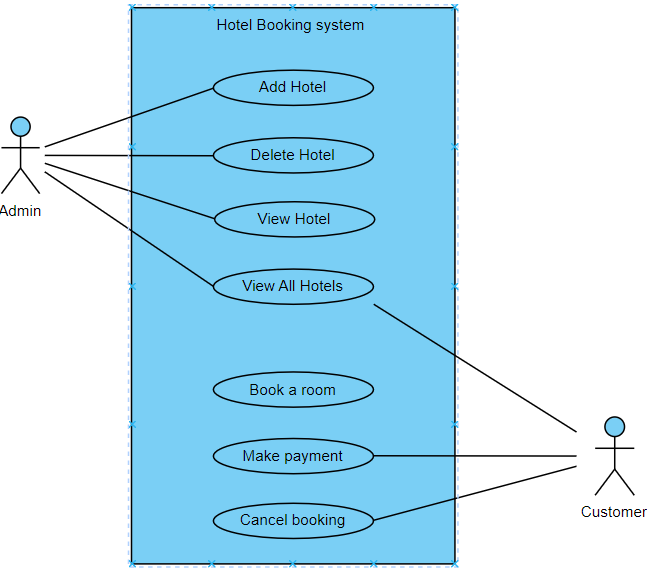 Hotel Booking system
Add Hotel
Delete Hotel
Admin
View Hotel
View All Hotels
Book a room
Make payment
Cancel booking
Customer